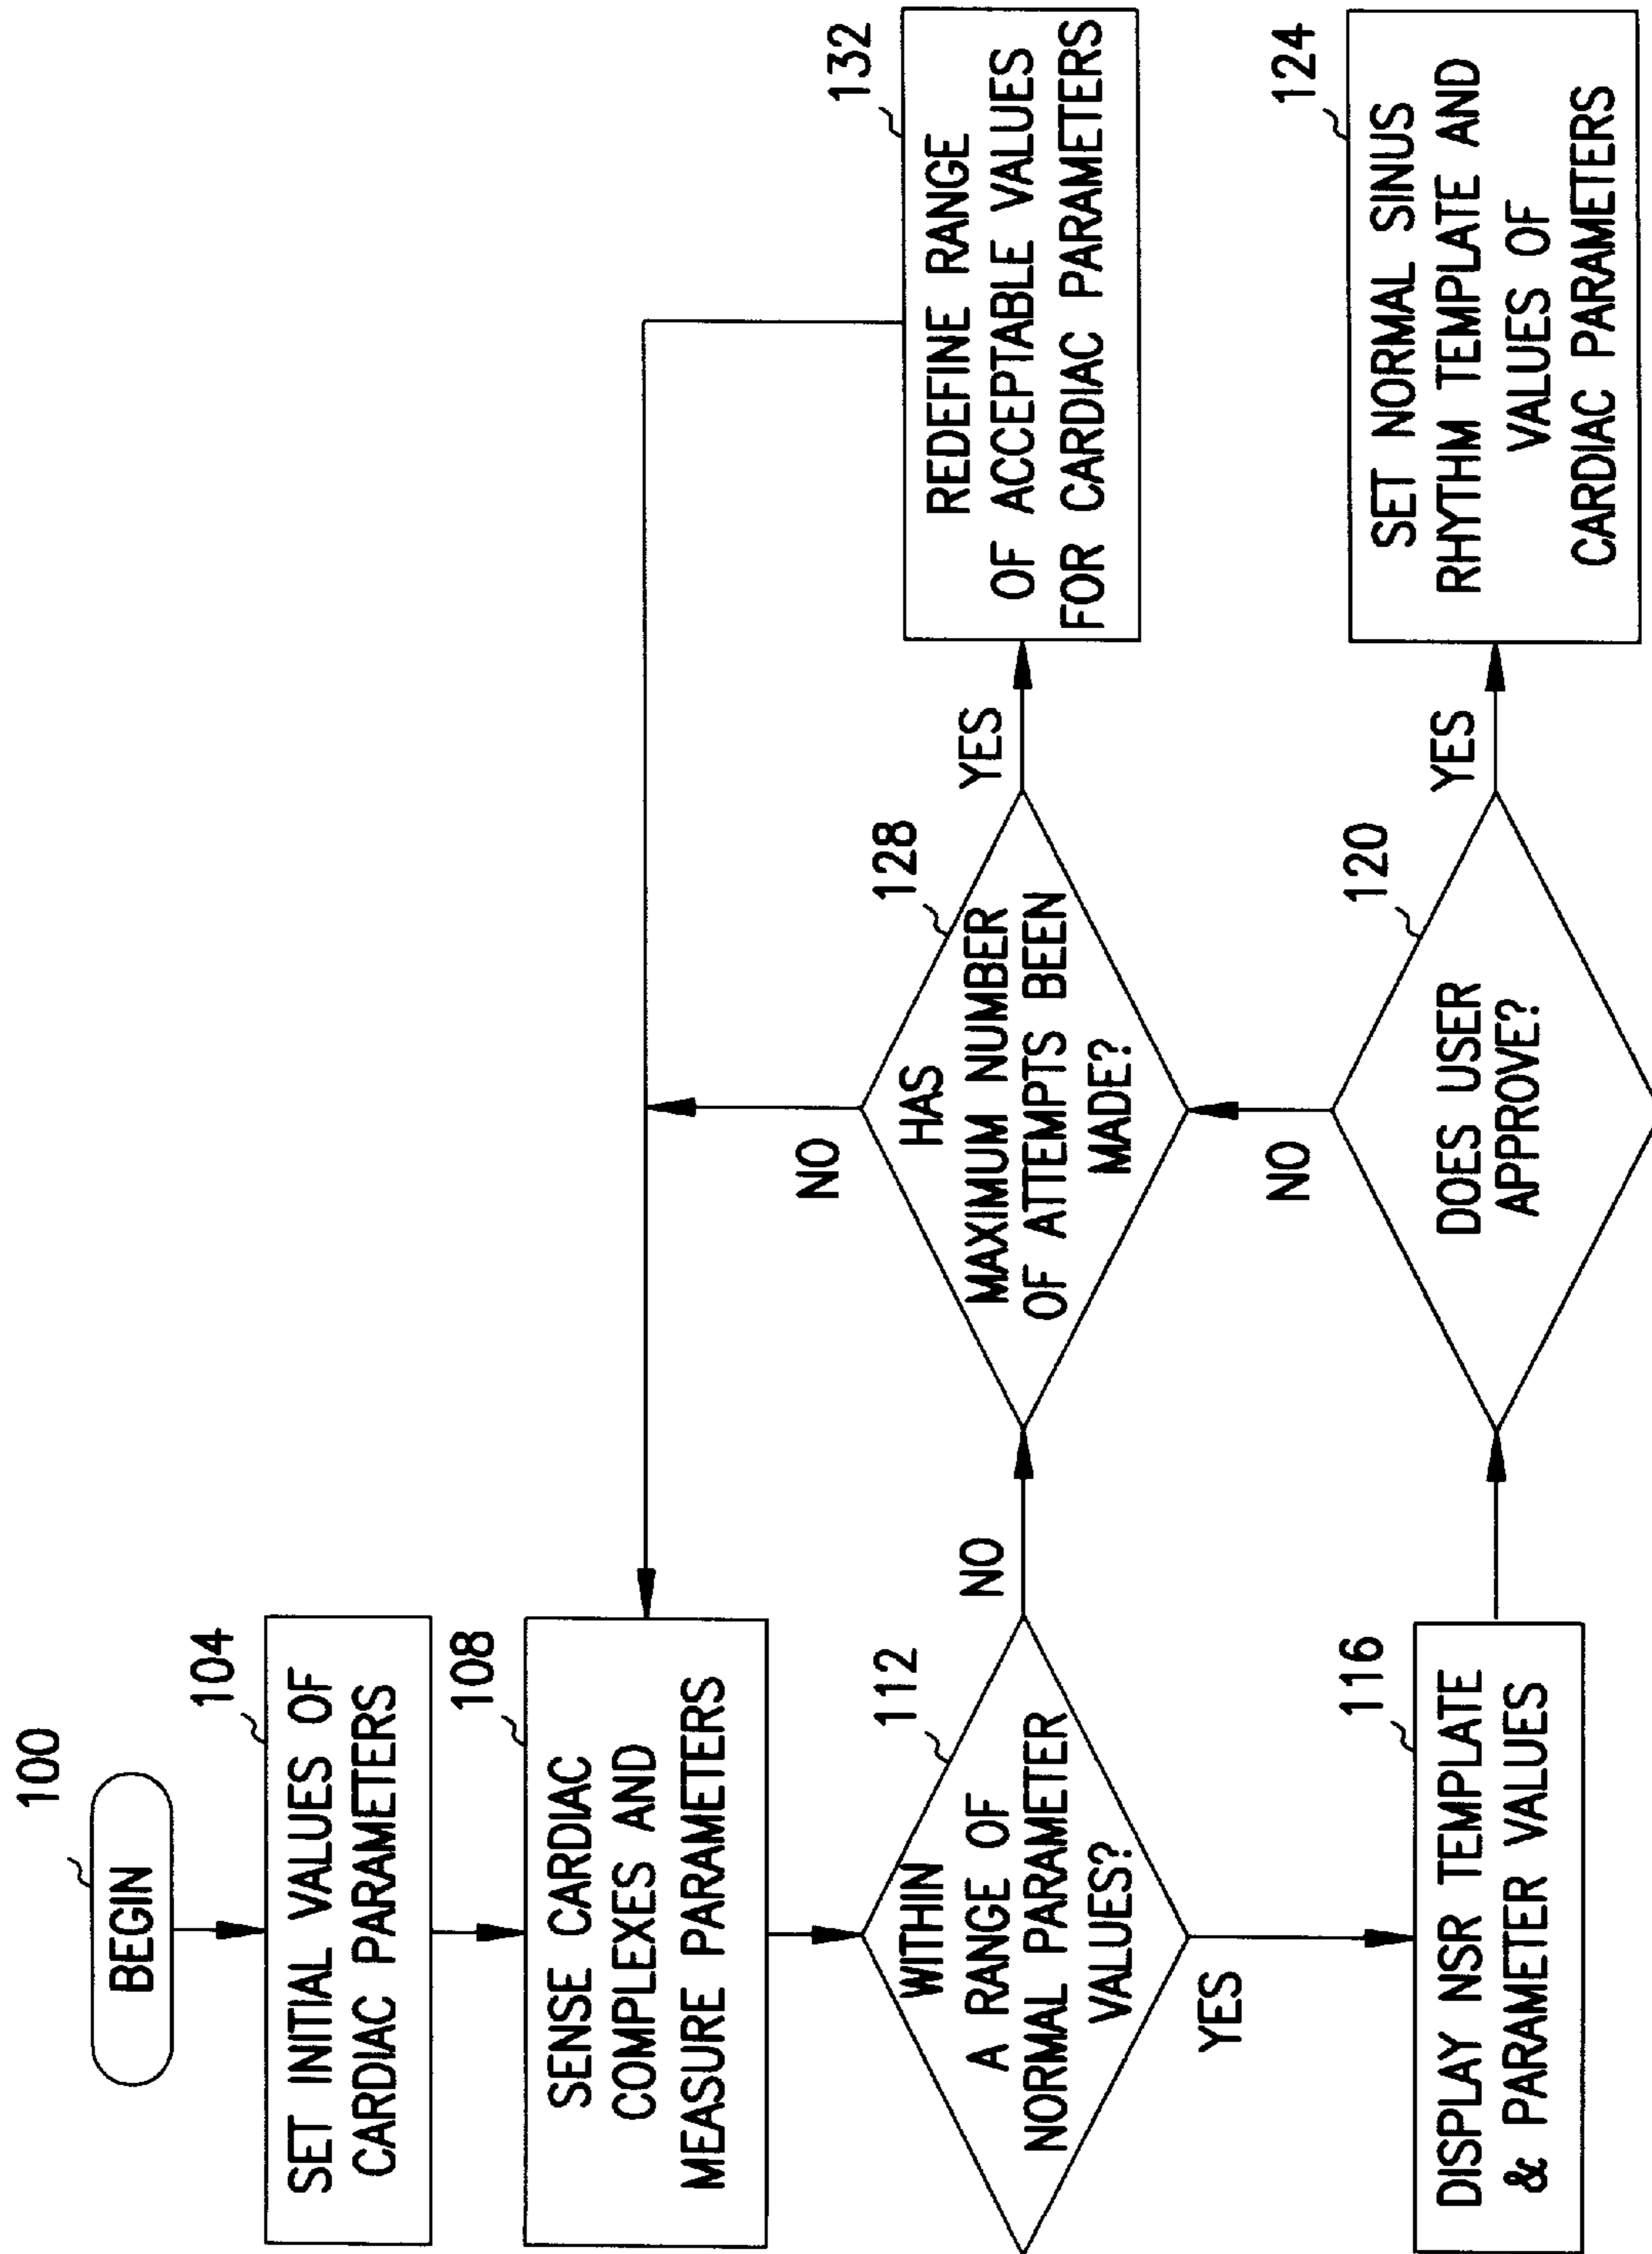 100
BEGIN
104
SET INITIAL VALUES OF
CARDIAC PARAMETERS
108
SENSE CARDIAC
COMPLEXES AND
MEASURE PARAMETERS
112
WITHIN
A RANGE OF
NORMAL PARAMETER
VALUES?
NO
YES
128
HAS
MAXIMUM NUMBER
OF ATTEMPTS BEEN
MADE?
NO
YES
132
REDEFINE RANGE
OF ACCEPTABLE VALUES
FOR CARDIAC PARAMETERS
116
DISPLAY NSR TEMPLATE
& PARAMETER VALUES
120
DOES USER
APPROVE?
NO
YES
124
SET NORMAL SINUS
RHYTHM TEMPLATE AND
VALUES OF
CARDIAC PARAMETERS